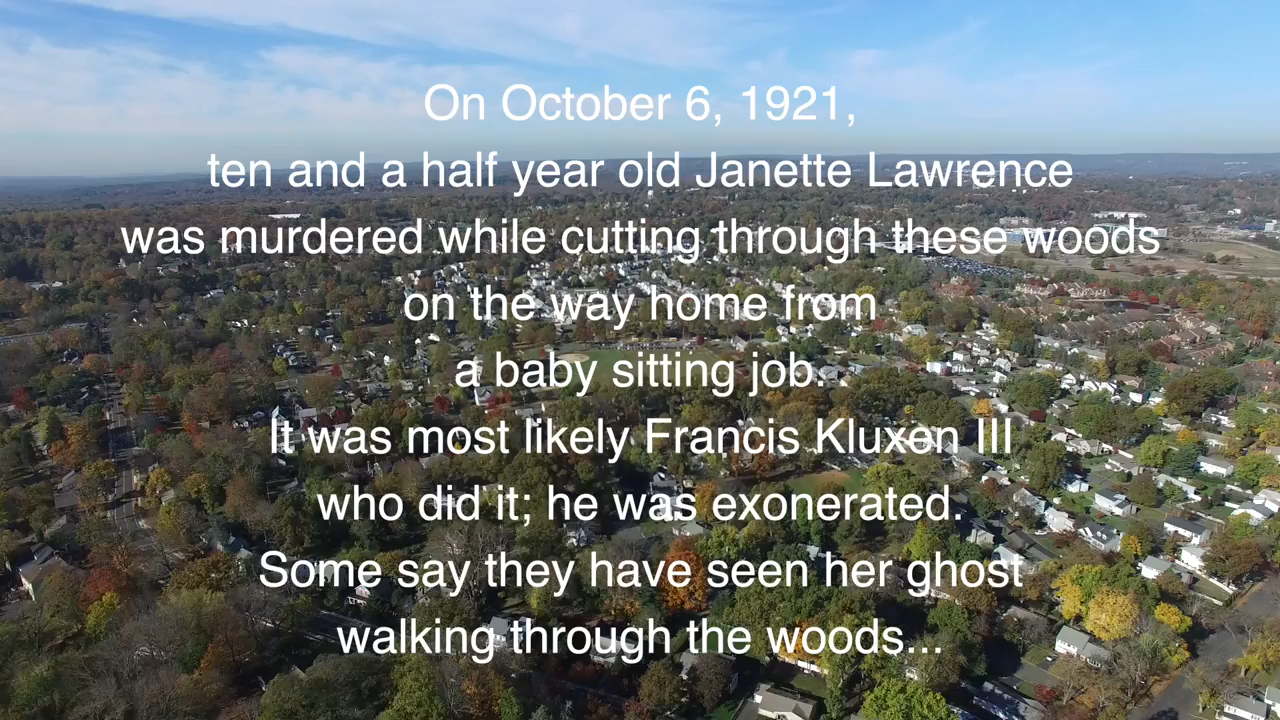 On October 6, 1921,
ten and a half year old Janette Lawrence
was murdered while cutting through these woods
on the way home from
a baby sitting job.
It was most likely Francis Kluxen III
who did it; he was exonerated.
Some say they have seen her ghost
walking through the woods...